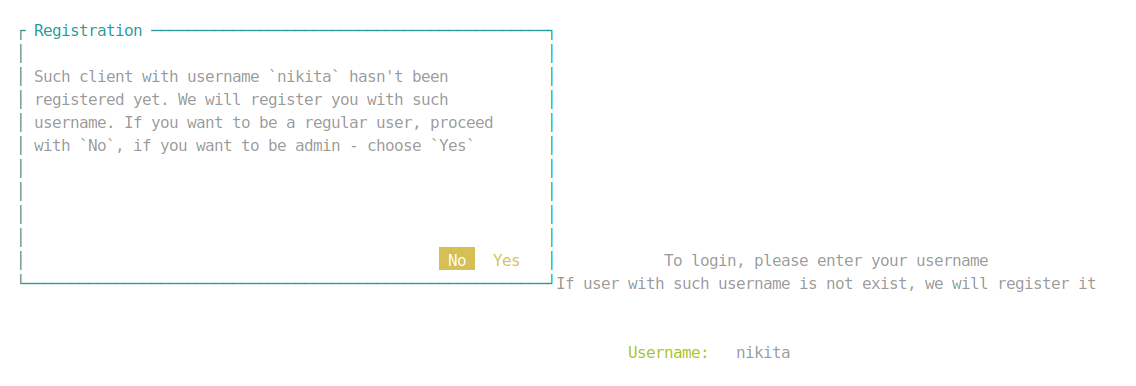 Registration
Such client with username `nikita` hasn't been
registered yet. We will register you with such
username. If you want to be a regular user, proceed
with `No`, if you want to be admin - choose `Yes`
No Yes
To login, please enter your username
If user with such username is not exist, we will register it
Username: nikita